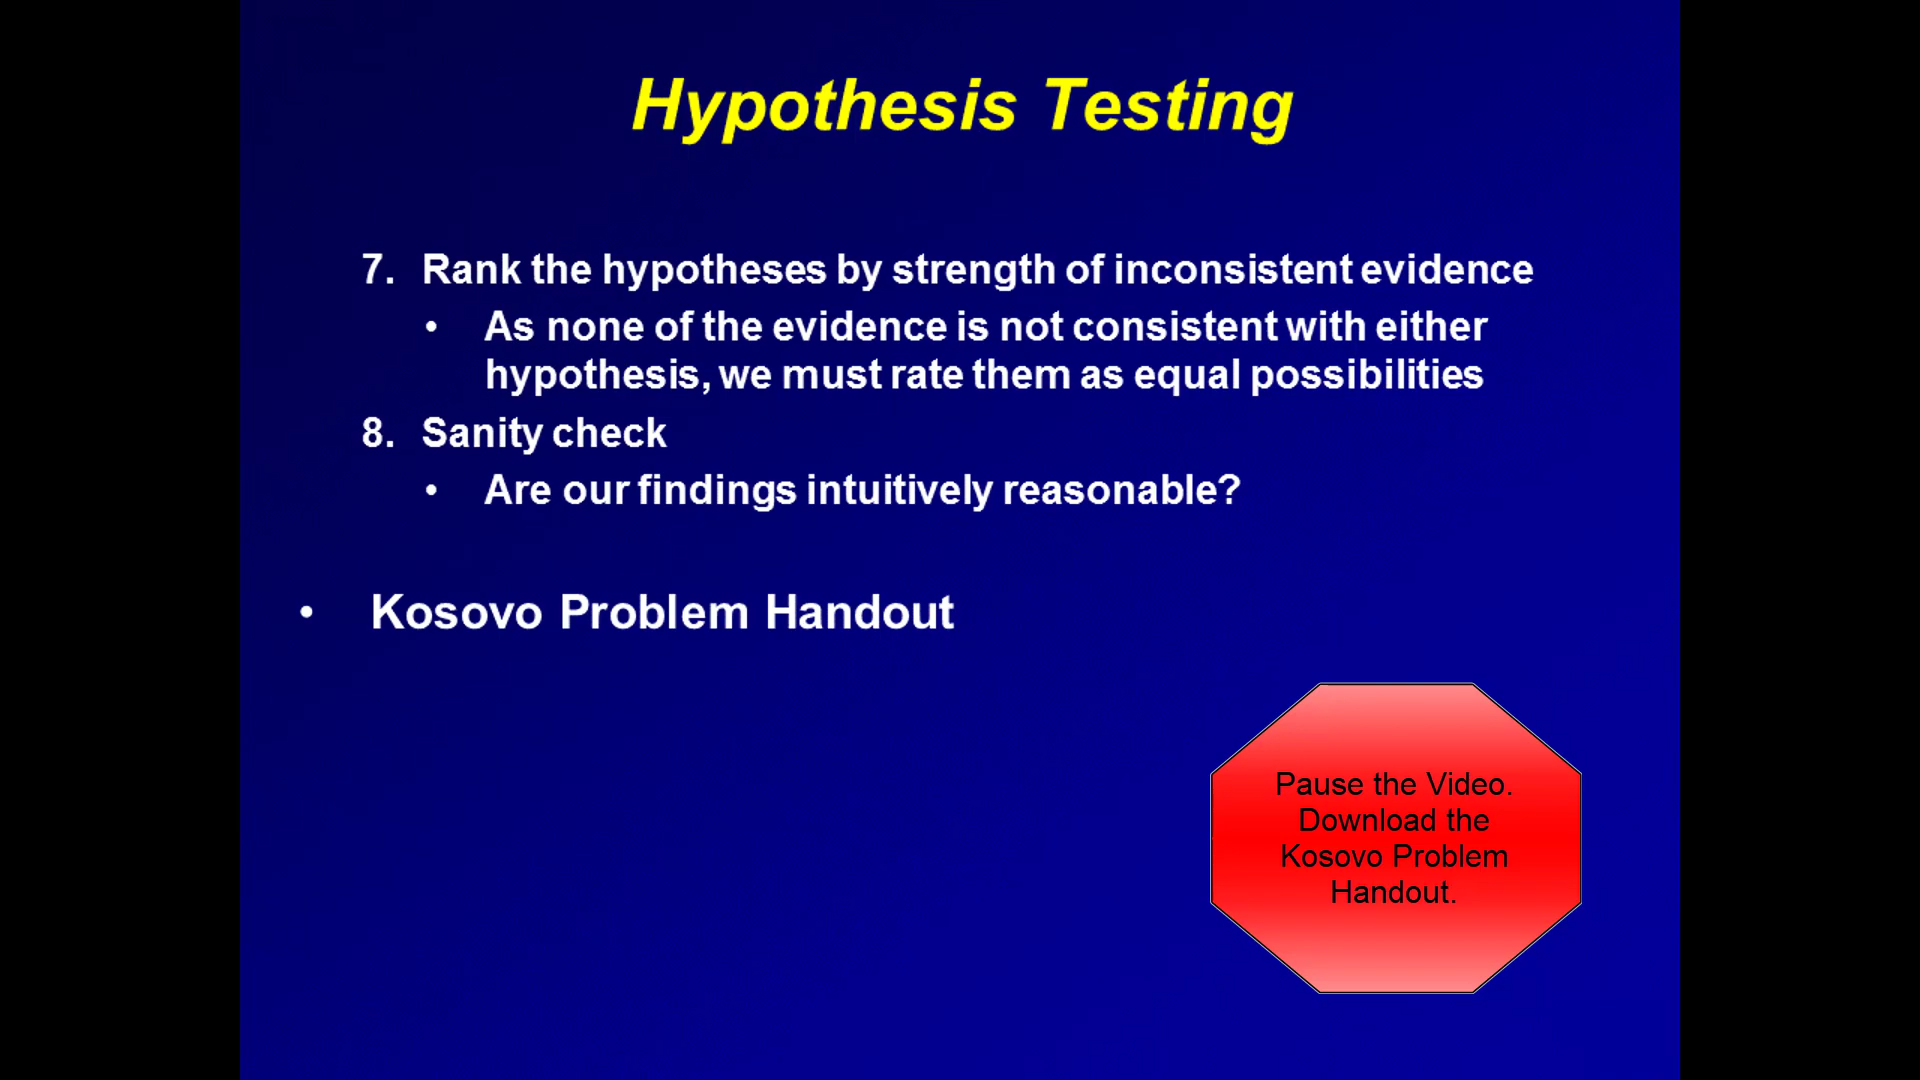 Hypothesis Testing
7. Rank the hypotheses by strength of inconsistent evidence
• As none of the evidence is not consistent with either
hypothesis, we must rate them as equal possibilities
8. Sanity check
• Are our findings intuitively reasonable?
• Kosovo Problem Handout
Pause the Video.
Download the
Kosovo Problem
Handout.